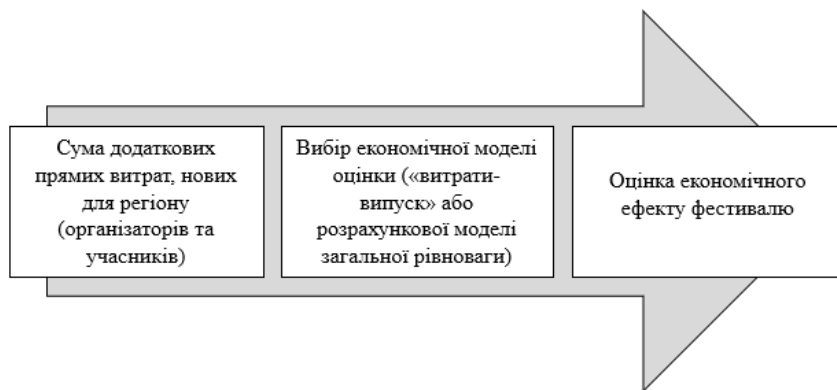 Сума додаткових
прямих витрат, нових
для регіону
(організаторів та
учасників)
Вибір економічної моделі
оцінки («витрати-
випуск» або
розрахункової моделі
загальної рівноваги)
Оцінка економічного
ефекту фестивалю